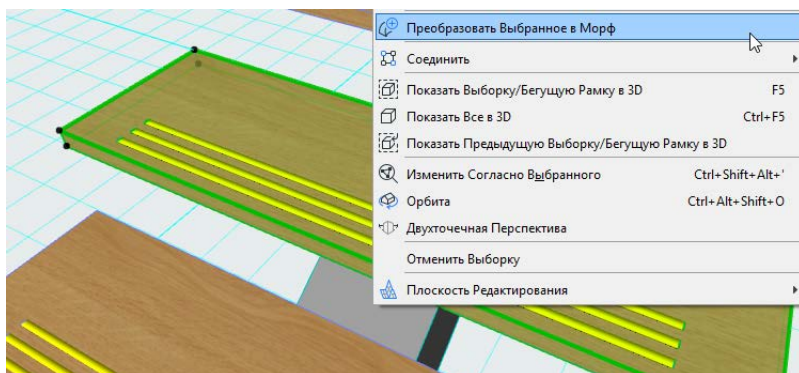 Преобразовать Выбранное в Морф
Соединить
Показать Выборку/Бегущую Рамку в 3D F5
Показать Все в 3D Ctrl+F5
Показать Предыдущую Выборку/Бегущую Рамку в 3D
Изменить Согласно Выбранного Ctrl+Shift+Alt+'
Орбита Ctrl+Alt+Shift+O
Двухточечная Перспектива
Отменить Выборку
Плоскость Редактирования